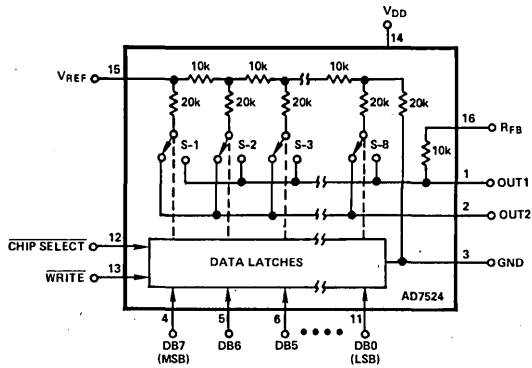 VDD
14
15
VREF
10k
10k
10k
20k
20k
20k
20k
20k
16
RFB
S-1
S-2
S-3
S-8
10k
1
OUT1
2
OUT2
CHIP SELECT
12
3
GND
DATA LATCHES
WRITE
13
AD7524
4
5
6
11
DB7
DB6
DB5
DB0
(MSB)
(LSB)